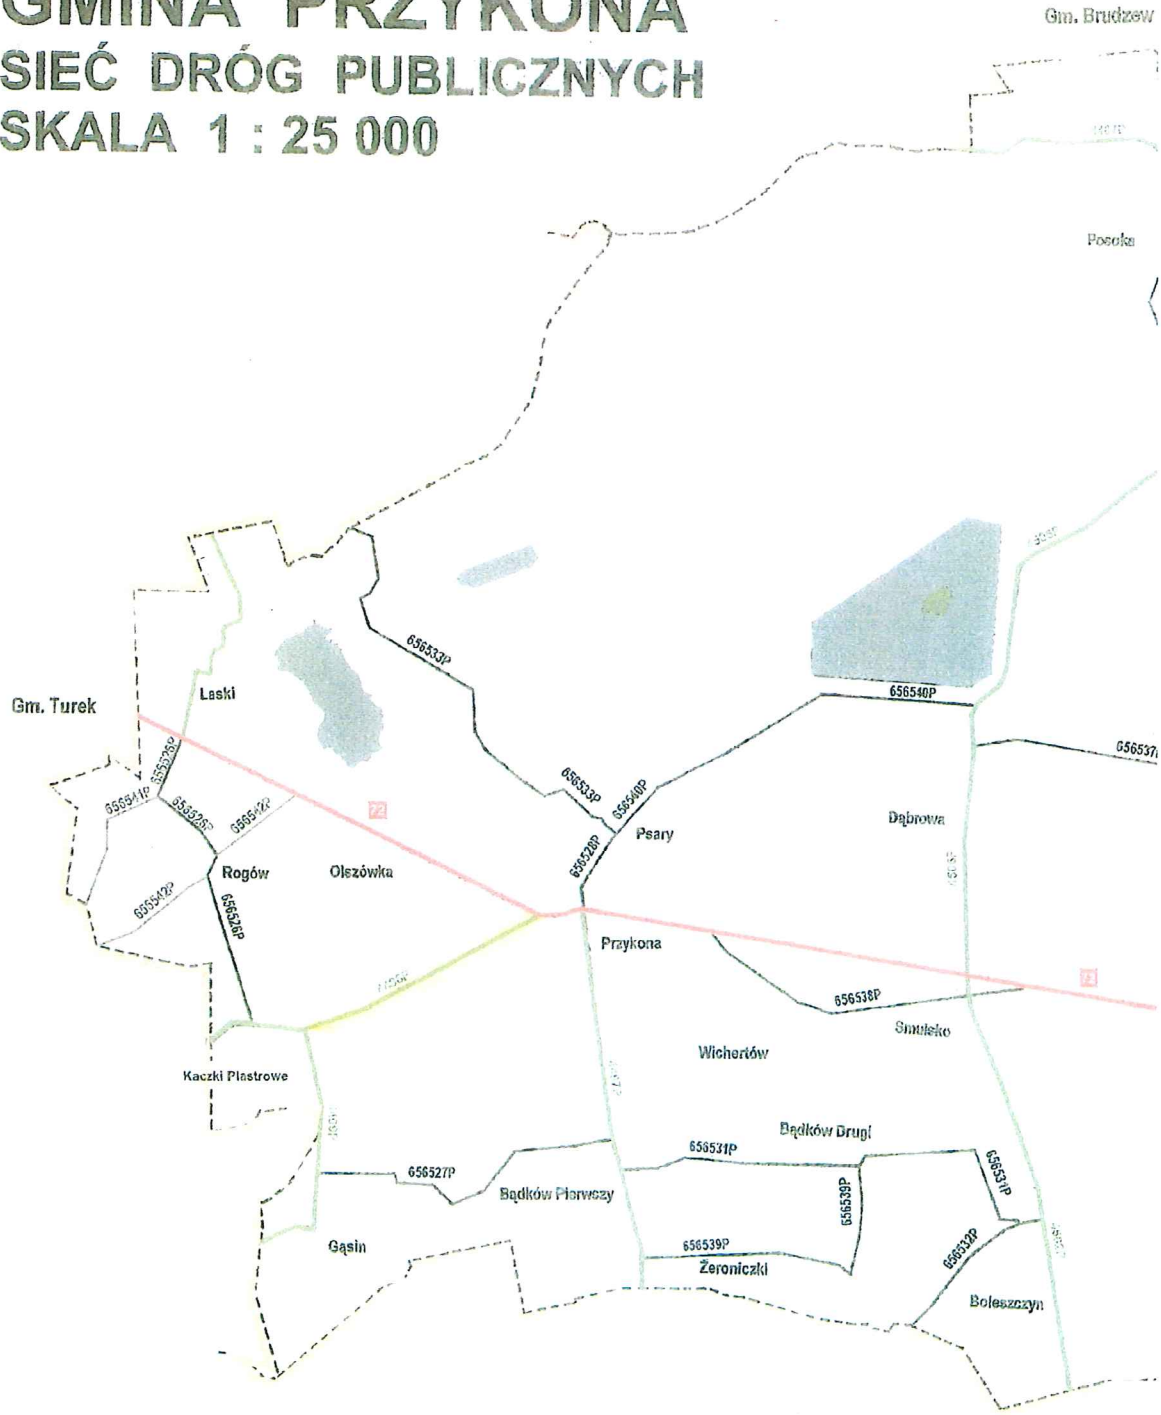 GMINA PRZYKONA
Gm. Brudzew
SIEĆ DRÓG PUBLICZNYCH
SKALA 1 : 25 000
Posoka
656533P
Laski
656540P
Gm. Turek
656537
656525P
656541P
656526P
656542P
72
656533P
656540P
Psary
Dąbrowa
656528P
Rogów
Olszówka
656542P
656526P
Przykona
72
656538P
Smulsko
Wichertów
Kaczki Plastrowe
Bądków Drugi
656531P
656527P
656531P
Bądków Pierwszy
656539P
656539P
656532P
Gąsin
Żeroniczki
Boleszczyn